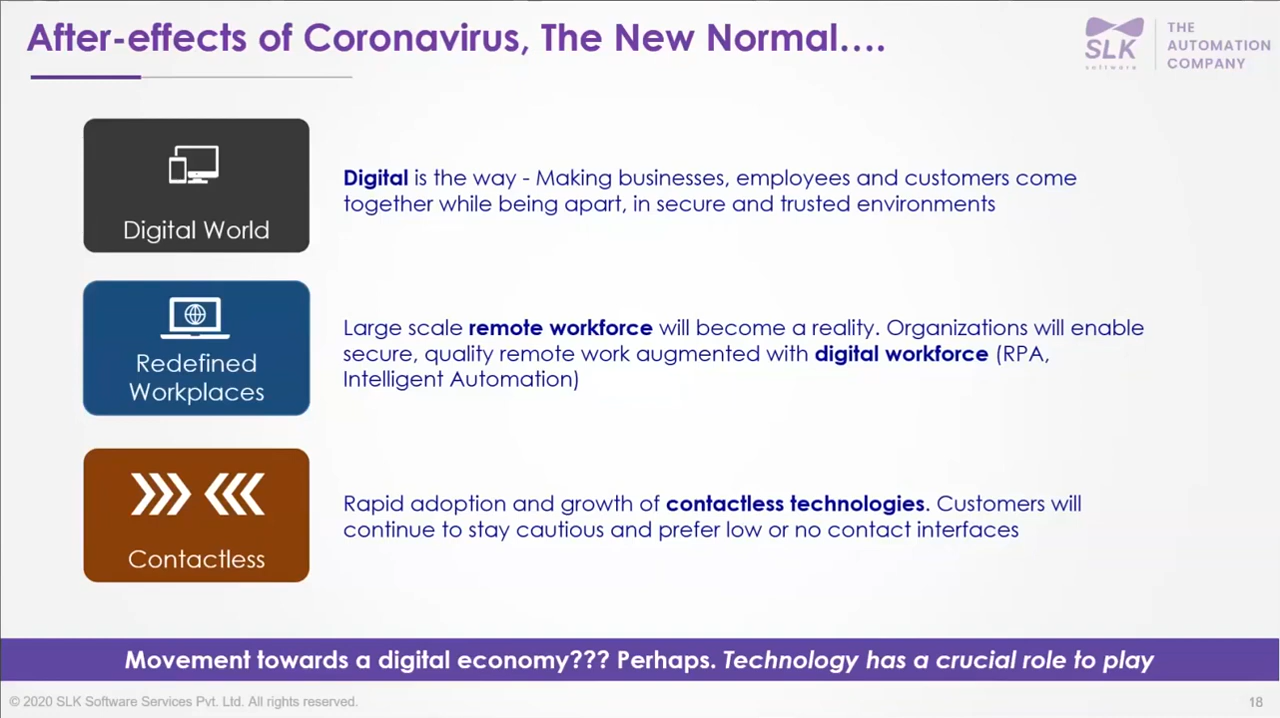 After-effects of Coronavirus, The New Normal....
SLK
software
THE
AUTOMATION
COMPANY
Digital World
Digital is the way - Making businesses, employees and customers come
together while being apart, in secure and trusted environments
Redefined
Workplaces
Large scale remote workforce will become a reality. Organizations will enable
secure, quality remote work augmented with digital workforce (RPA,
Intelligent Automation)
Contactless
Rapid adoption and growth of contactless technologies. Customers will
continue to stay cautious and prefer low or no contact interfaces
Movement towards a digital economy??? Perhaps. Technology has a crucial role to play
© 2020 SLK Software Services Pvt. Ltd. All rights reserved.
18